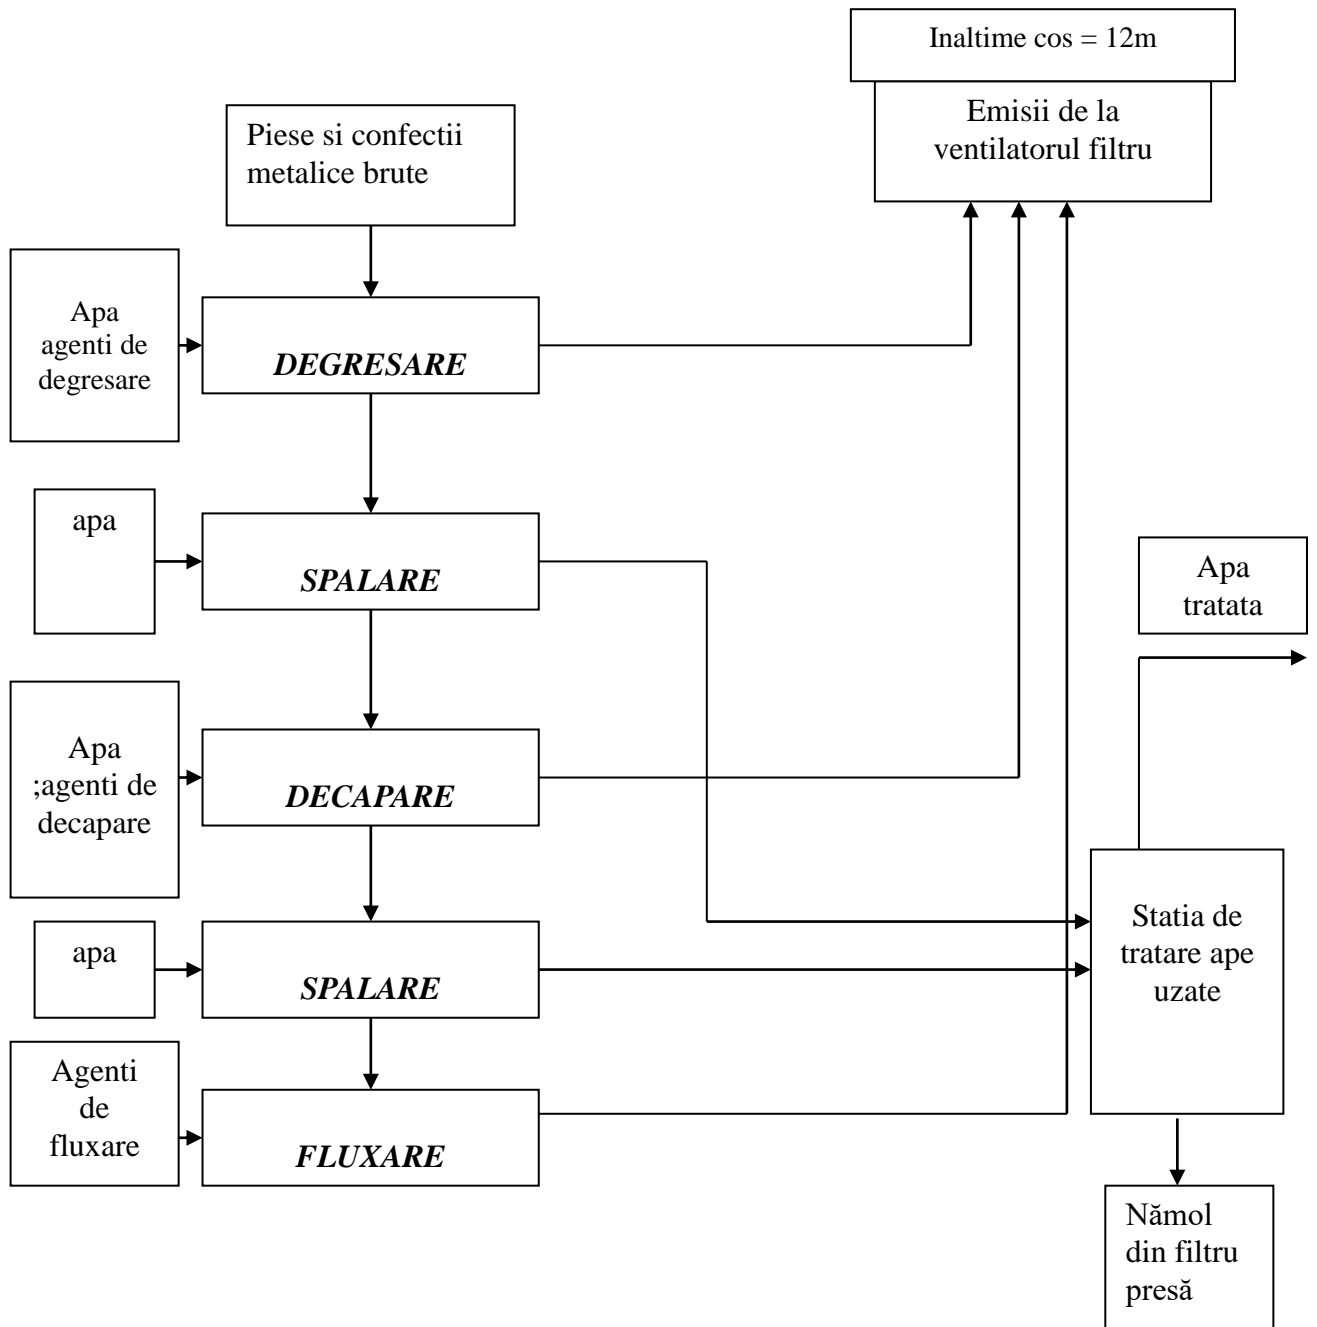 Inaltime cos = 12m
Emisii de la
ventilatorul filtru
Piese si confectii
metalice brute
Apa
agenti de
degresare
DEGRESARE
apa
SPALARE
Apa
tratata
Apa
;agenti de
decapare
DECAPARE
apa
SPALARE
Statia de
tratare ape
uzate
Agenti
de
fluxare
FLUXARE
Nămol
din filtru
presă